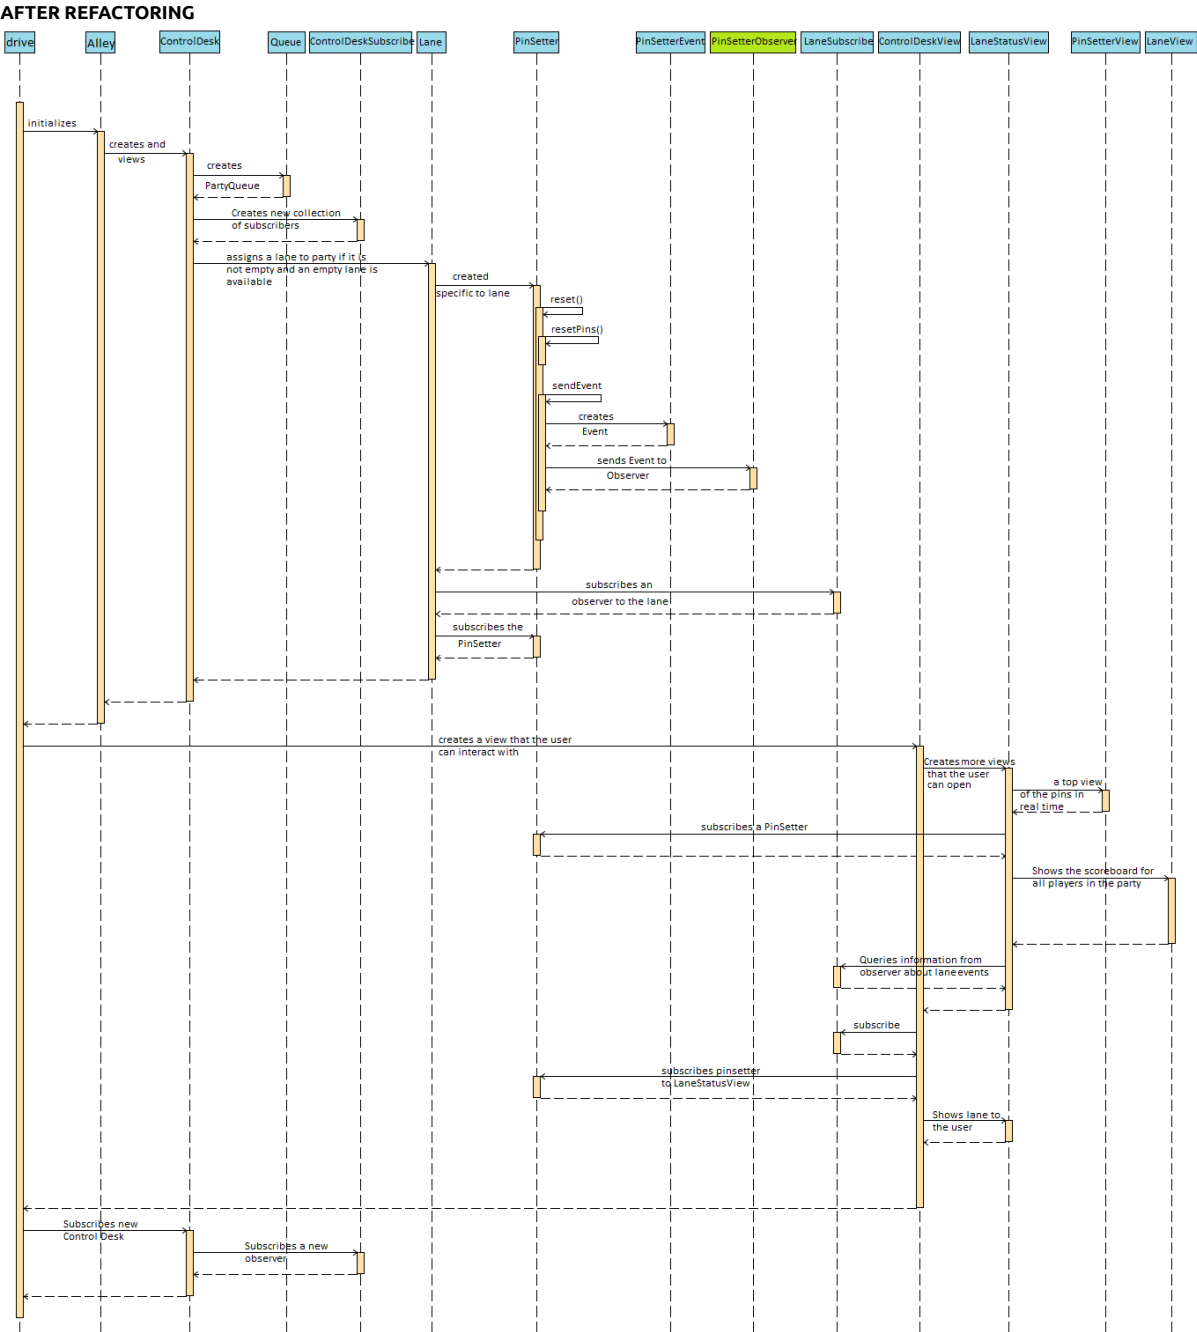 AFTER REFACTORING
drive
Alley
ControlDesk
Queue
ControlDeskSubscribe
Lane
PinSetter
PinSetterEvent
PinSetterObserver
LaneSubscribe
ControlDeskView
LaneStatusView
PinSetterView
LaneView
initializes
creates and
views
creates
PartyQueue
Creates new collection
of subscribers
assigns a lane to party if it is
not empty and an empty lane is
available
created
specific to lane
reset()
resetPins()
sendEvent
creates
Event
sends Event to
Observer
subscribes an
observer to the lane
subscribes the
PinSetter
creates a view that the user
can interact with
Creates more views
that the user
can open
a top view
of the pins in
real time
subscribes a PinSetter
Shows the scoreboard for
all players in the party
Queries information from
observer about lane events
subscribe
subscribes pinsetter
to LaneStatusView
Shows lane to
the user
Subscribes new
Control Desk
Subscribes a new
observer